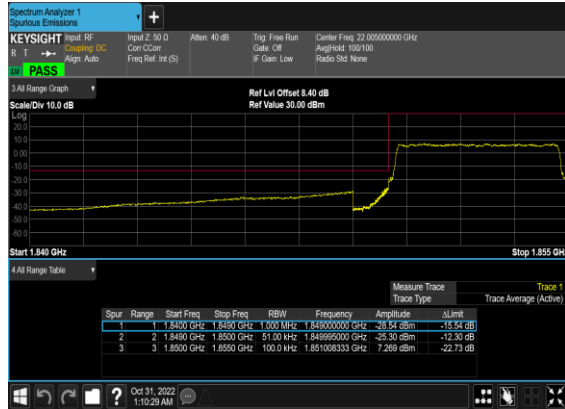 Spectrum Analyzer 1
Spurious Emissions
+
KEYSIGHT Input: RF Input Z: 50 Ω Atten: 40 dB Trig: Free Run Center Freq: 22.005000000 GHz
R T Coupling: DC Corr CCorr Gate: Off Avg|Hold: 100/100
Align: Auto Freq Ref: Int (S) IF Gain: Low Radio Std: None
PASS
3 All Range Graph
Ref Lvl Offset 8.40 dB
Scale/Div 10.0 dB Ref Value 30.00 dBm
Log
20.0
10.0
0.00
-10.0
-20.0
-30.0
-40.0
-50.0
-60.0
Start 1.840 GHz Stop 1.855 GH
4 All Range Table
Measure Trace Trace 1
Trace Type Trace Average (Active)
Spur Range Start Freq Stop Freq RBW Frequency Amplitude ΔLimit
1 1 1.8400 GHz 1.8490 GHz 1.000 MHz 1.849000000 GHz -28.54 dBm -15.54 dB
2 2 1.8490 GHz 1.8500 GHz 51.00 kHz 1.849995000 GHz -25.30 dBm -12.30 dB
3 3 1.8500 GHz 1.8550 GHz 100.0 kHz 1.851008333 GHz 7.269 dBm -22.73 dB
? Oct 31, 2022
1:10:29 AM